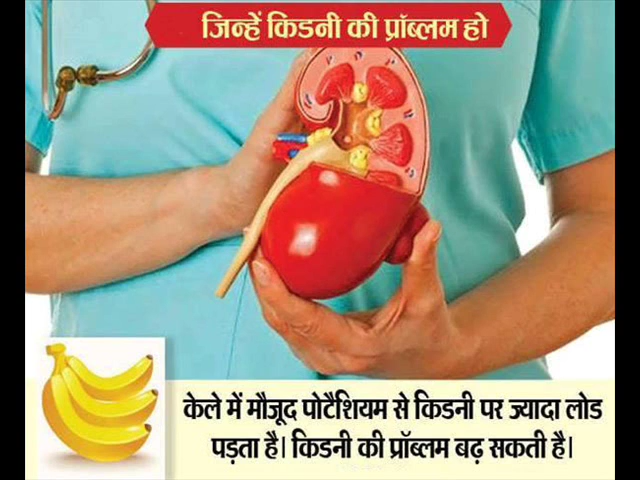 जिन्हें किडनी की प्रॉब्लम हो
केले में मौजूद पोटैशियम से किडनी पर ज्यादा लोड
पड़ता है। किडनी की प्रॉब्लम बढ़ सकती है।